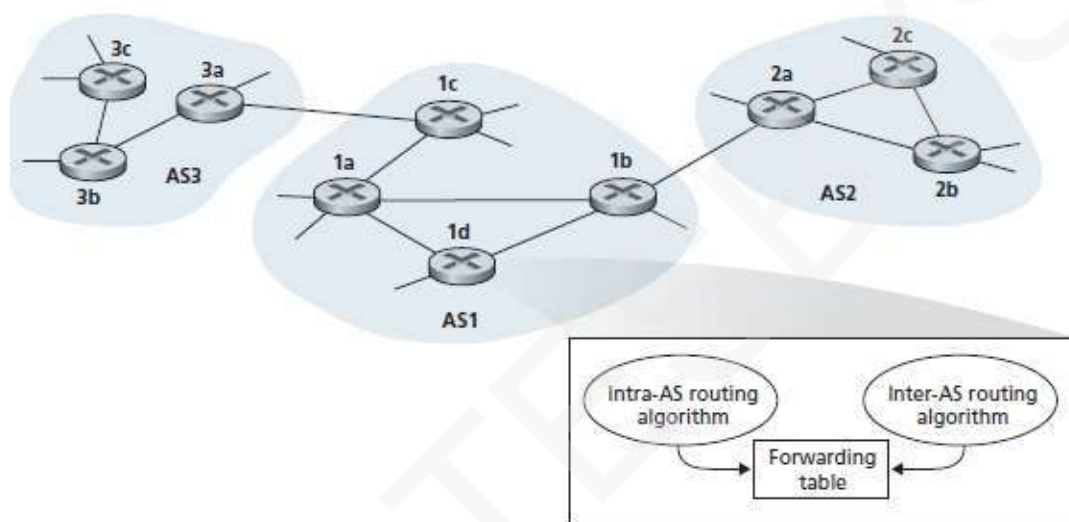 3c
3a
3b
AS3
1c
1a
1b
1d
AS1
2c
2a
2b
AS2
Intra-AS routing
algorithm
Inter-AS routing
algorithm
Forwarding
table